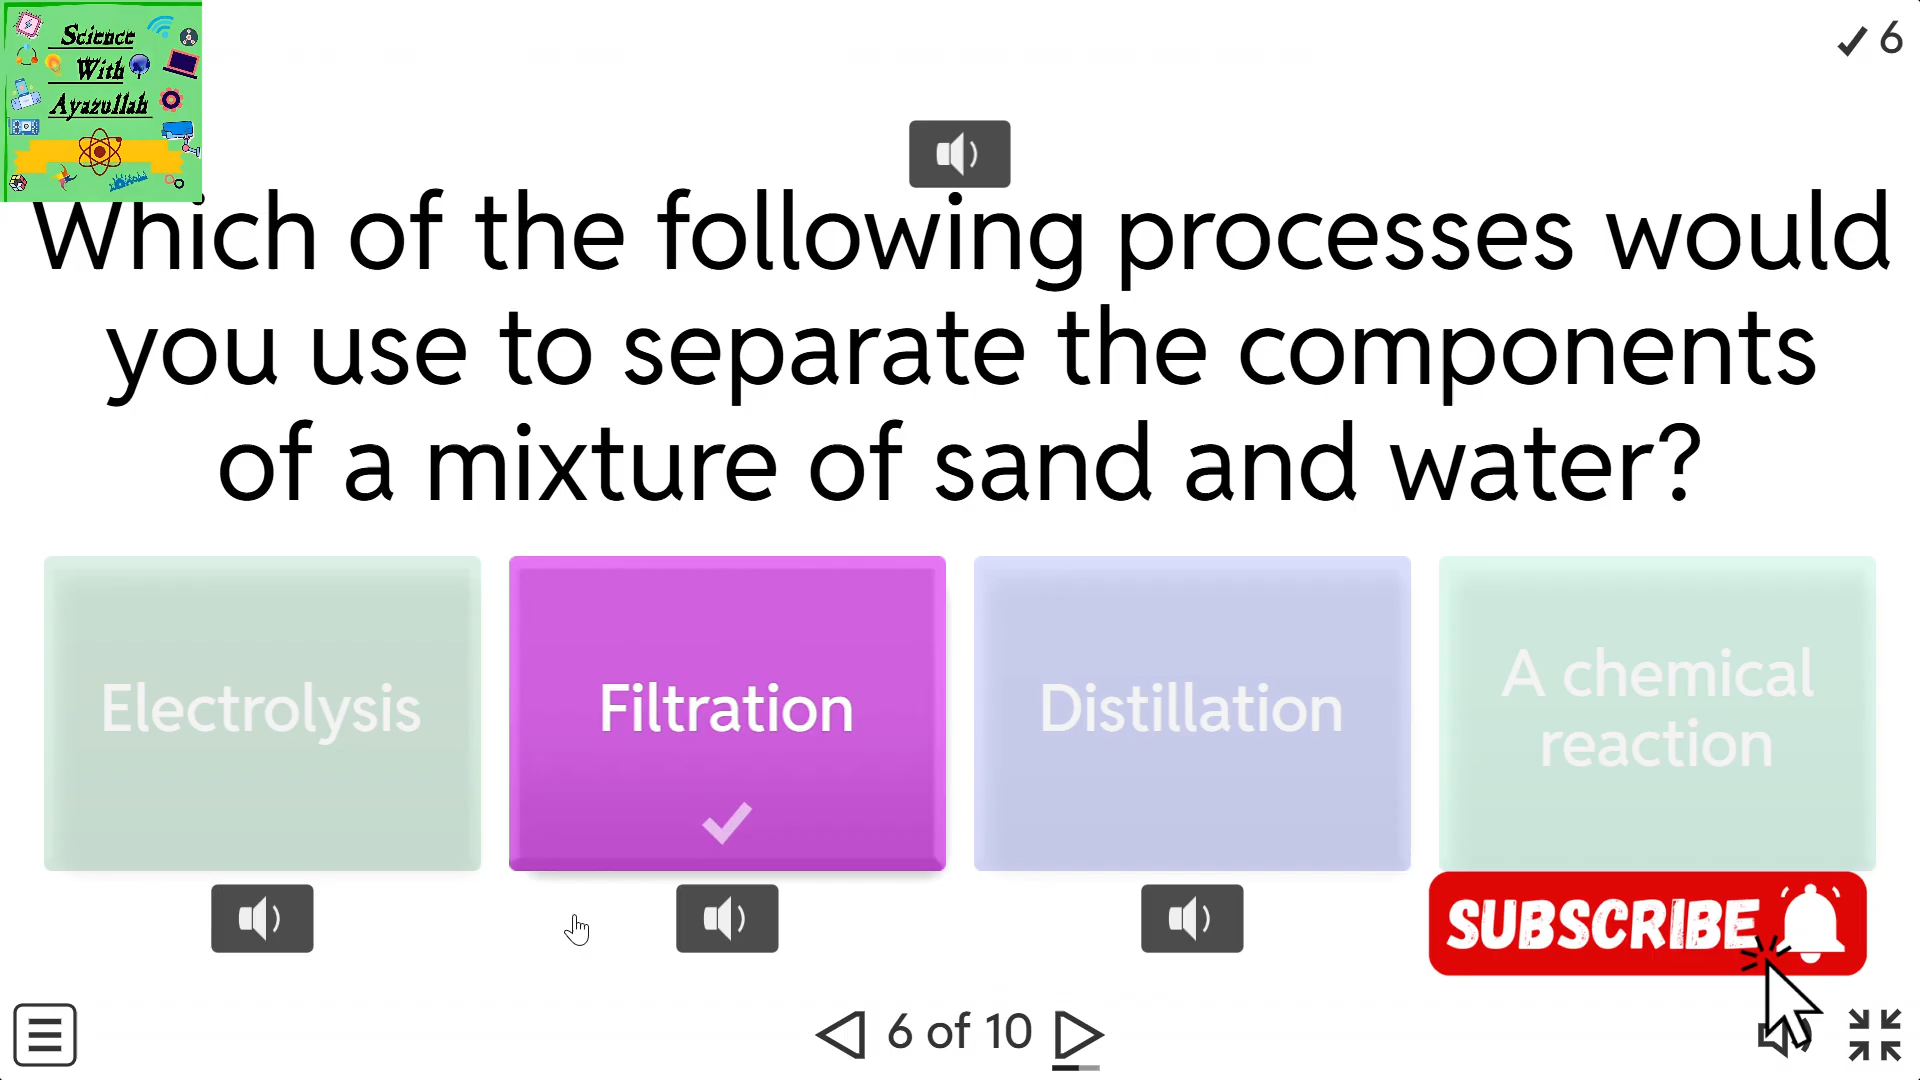 Science
With
Ayazullah
6
Which of the following processes would
you use to separate the components
of a mixture of sand and water?
Electrolysis
Filtration
Distillation
A chemical
reaction
SUBSCRIBE
6 of 10